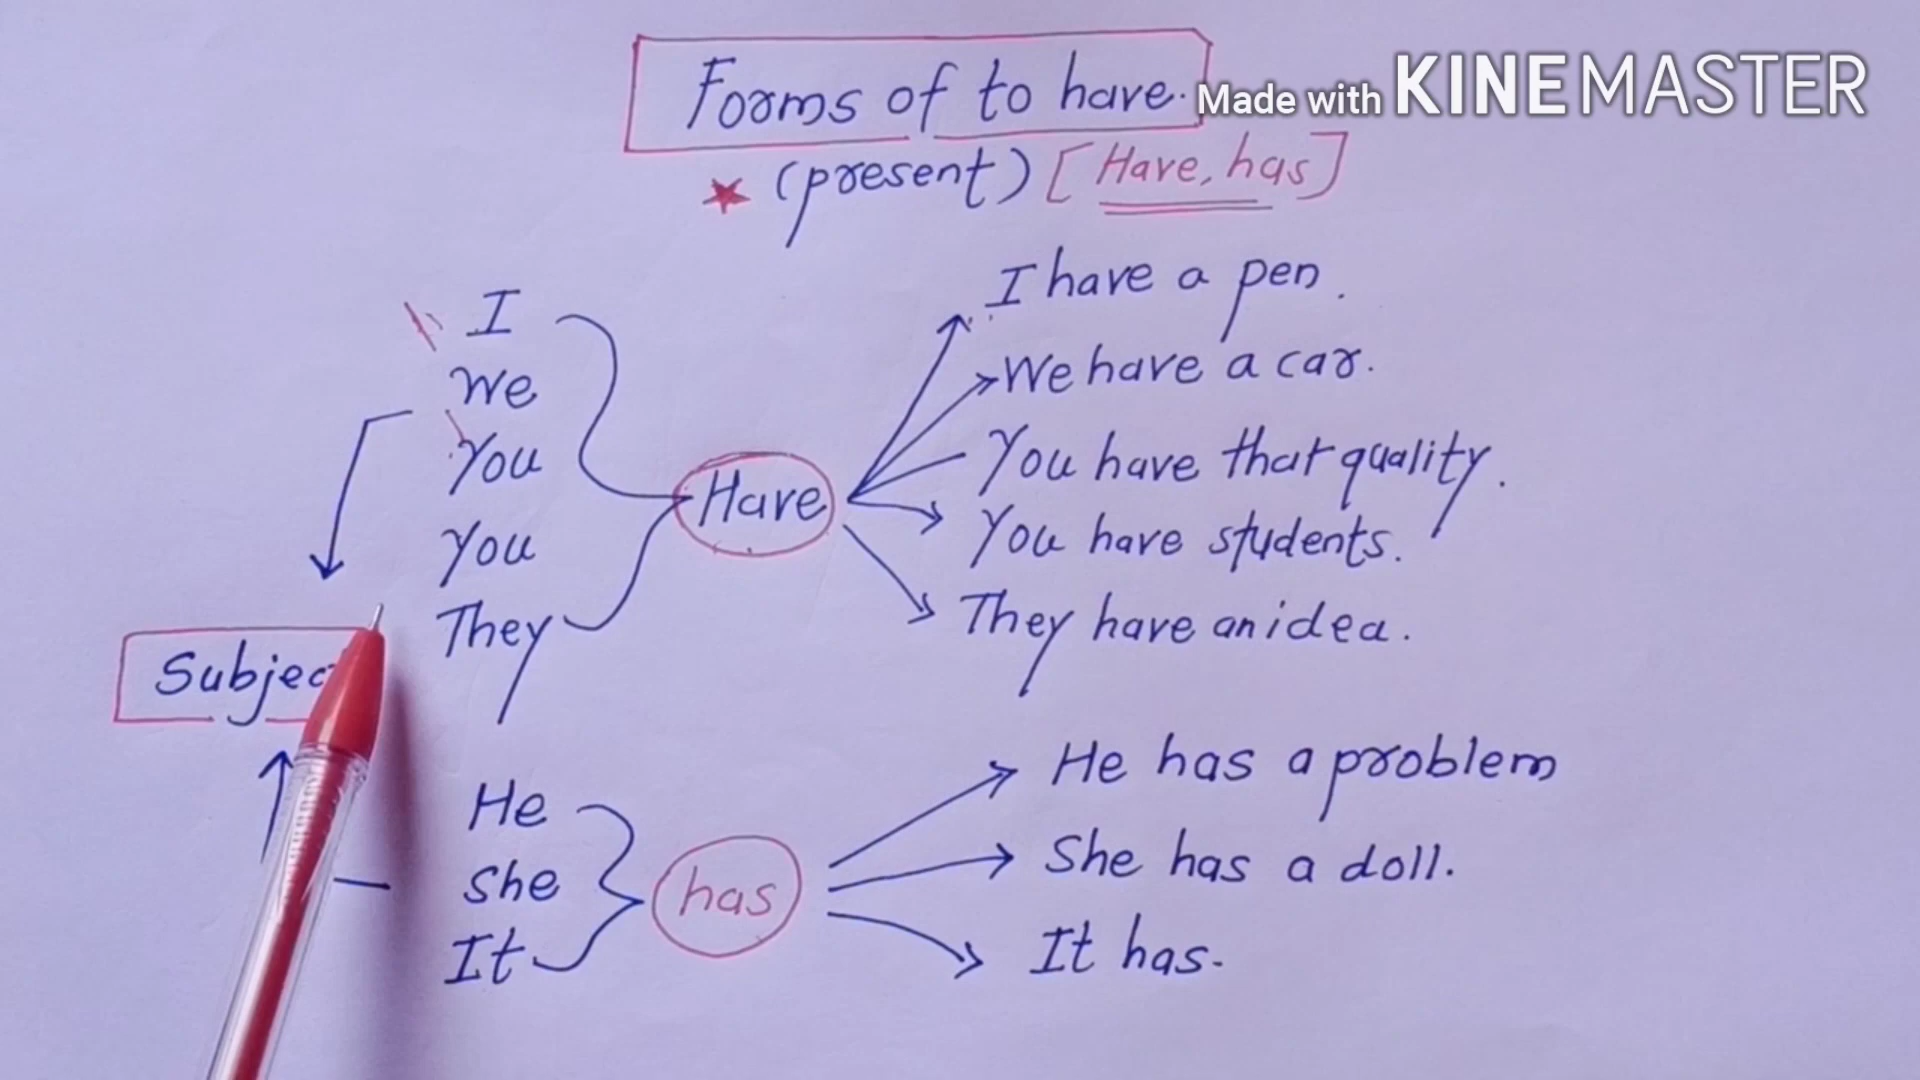 Forms of to have.
Made with KINEMASTER
(present) [Have, has]
I
We
You
You
They
Have
I have a pen.
We have a car.
You have that quality.
You have students.
They have an idea.
Subjec
He
She
It
has
He has a problem
She has a doll.
It has.